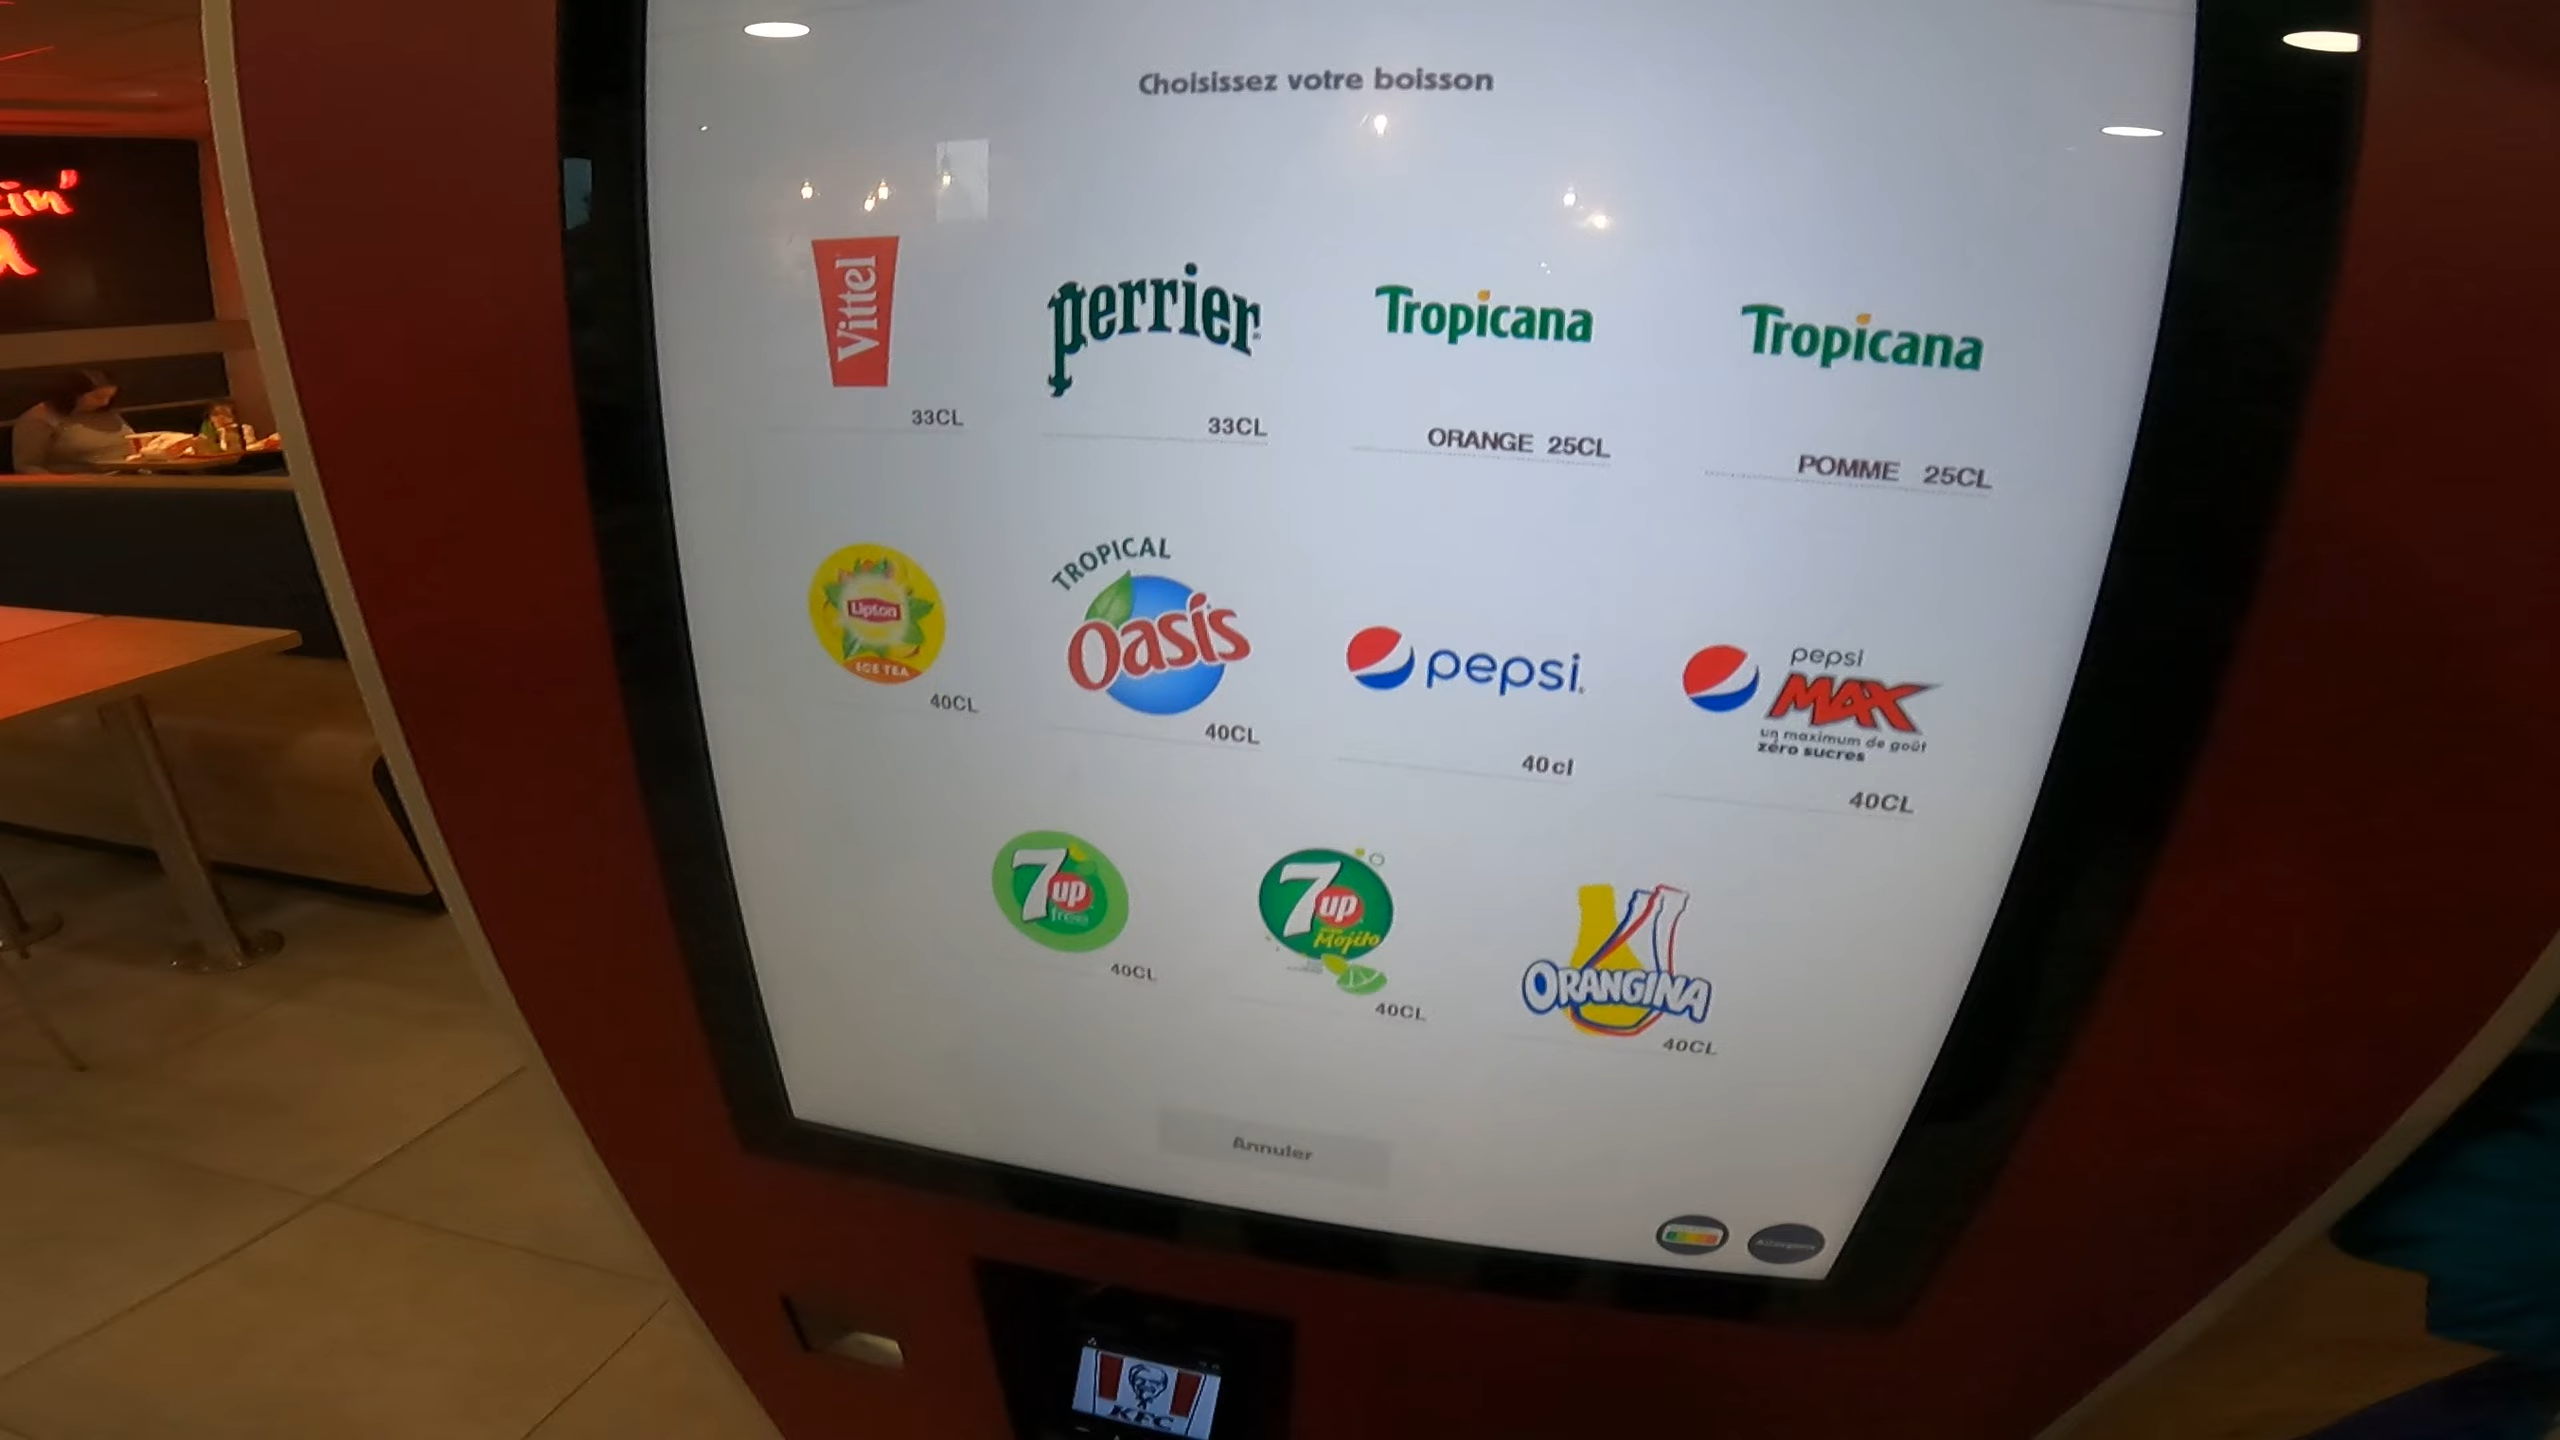 Choisissez votre boisson
Vittel
33CL
perrier
33CL
Tropicana
ORANGE 25CL
Tropicana
POMME 25CL
Lipton
ICE TEA
40CL
TROPICAL
Oasis
40CL
pepsi
40cl
pepsi
MAX
un maximum de goût
zéro sucres
40CL
7up
free
40CL
7up
Mojito
40CL
ORANGINA
40CL
Annuler
KFC